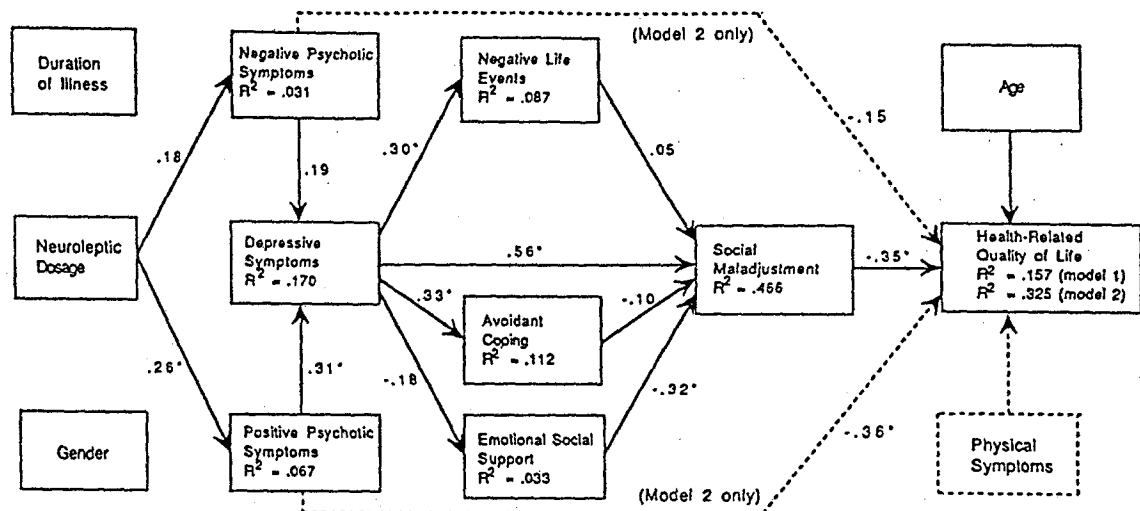 (Model 2 only)
Duration
of Illness
Negative Psychotic
Symptoms
R² = .031
Negative Life
Events
R² = .087
Age
-.15
.18
.19
.30*
.05
Neuroleptic
Dosage
Depressive
Symptoms
R² = .170
.56*
Social
Maladjustment
R² = .466
-.35*
Health-Related
Quality of Life
R² = .157 (model 1)
R² = .325 (model 2)
.33*
-.10
Avoidant
Coping
R² = .112
.26*
.31*
-.18
-.32*
-.36*
Gender
Positive Psychotic
Symptoms
R² = .067
Emotional Social
Support
R² = .033
Physical
Symptoms
(Model 2 only)